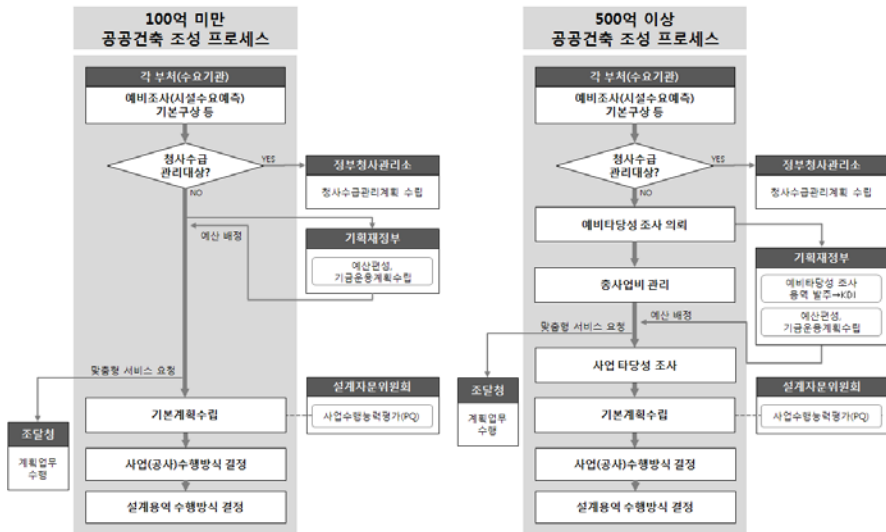 100억 미만
공공건축 조성 프로세스
각 부처(수요기관)
예비조사(시설수요예측)
기본구상 등
청사수급
관리대상?
YES
NO
정부청사관리소
청사수급관리계획 수립
예산 배정
기획재정부
예산편성,
기금운용계획수립
맞춤형 서비스 요청
설계자문위원회
사업수행능력평가(PQ)
기본계획수립
조달청
계획업무
수행
사업(공사)수행방식 결정
설계용역 수행방식 결정
500억 이상
공공건축 조성 프로세스
각 부처(수요기관)
예비조사(시설수요예측)
기본구상 등
청사수급
관리대상?
YES
NO
정부청사관리소
청사수급관리계획 수립
예비타당성 조사 의뢰
기획재정부
예비타당성 조사
용역 발주→KDI
예산편성,
기금운용계획수립
총사업비 관리
예산 배정
맞춤형 서비스 요청
사업 타당성 조사
조달청
계획업무
수행
설계자문위원회
사업수행능력평가(PQ)
기본계획수립
사업(공사)수행방식 결정
설계용역 수행방식 결정